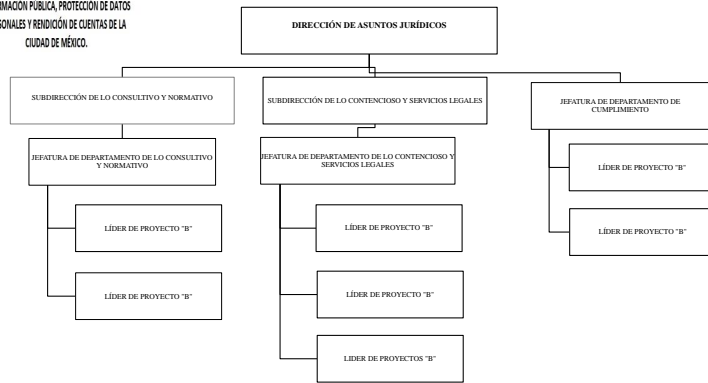 PÚBLICA, PROTECCIÓN DE DATOS
Y RENDICIÓN DE CUENTAS DE LA
CIUDAD DE MÉXICO.
DIRECCIÓN DE ASUNTOS JURÍDICOS
SUBDIRECCIÓN DE LO CONSULTIVO Y NORMATIVO
SUBDIRECCIÓN DE LO CONTENCIOSO Y SERVICIOS LEGALES
JEFATURA DE DEPARTAMENTO DE
CUMPLIMIENTO
JEFATURA DE DEPARTAMENTO DE LO CONSULTIVO
Y NORMATIVO
JEFATURA DE DEPARTAMENTO DE LO CONTENCIOSO Y
SERVICIOS LEGALES
LÍDER DE PROYECTO "B"
LÍDER DE PROYECTO "B"
LÍDER DE PROYECTO "B"
LÍDER DE PROYECTO "B"
LÍDER DE PROYECTO "B"
LÍDER DE PROYECTO "B"
LIDER DE PROYECTOS "B"